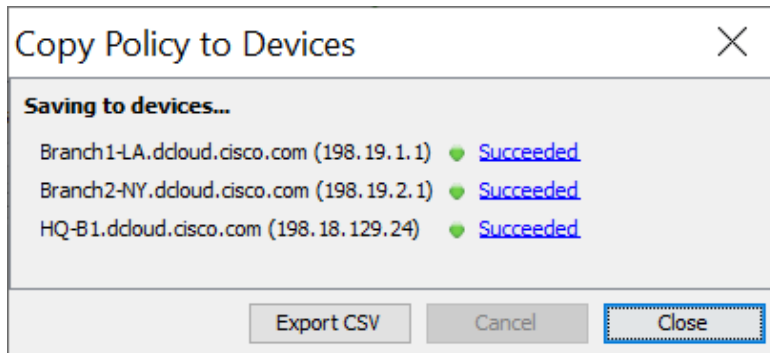 Copy Policy to Devices
Saving to devices...
Branch1-LA.dcloud.cisco.com (198.19.1.1) Succeeded
Branch2-NY.dcloud.cisco.com (198.19.2.1) Succeeded
HQ-B1.dcloud.cisco.com (198.18.129.24) Succeeded
Export CSV Cancel Close